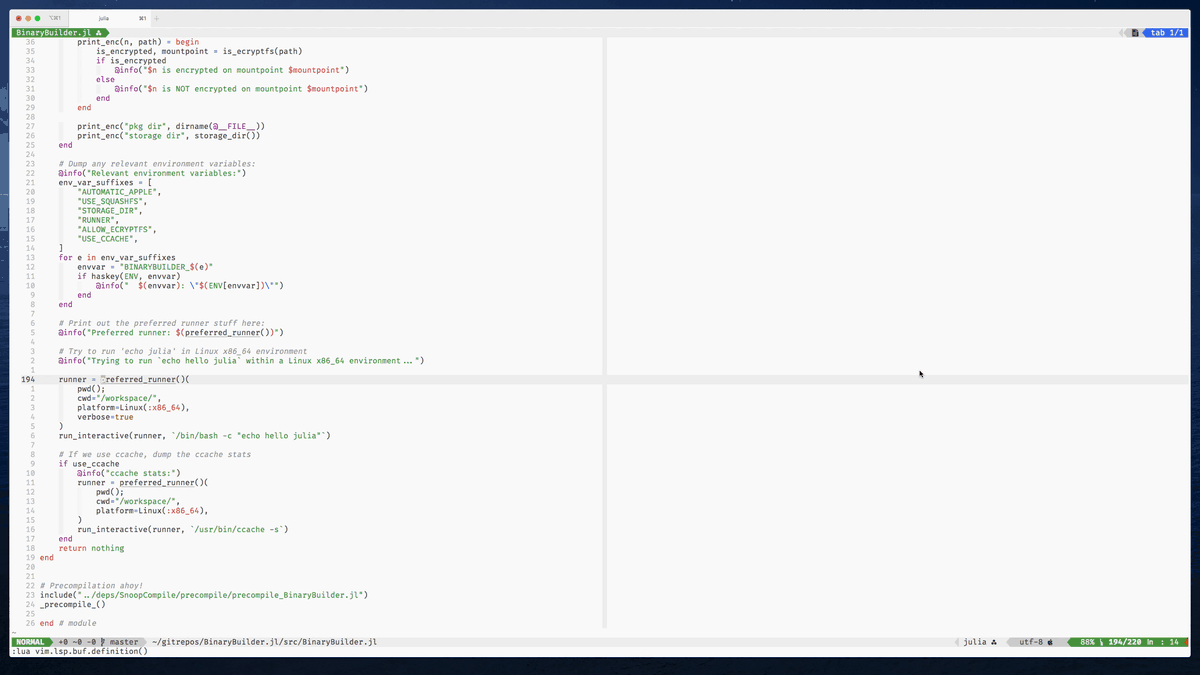 ⌥⌘1 julia ⌘1 +
BinaryBuilder.jl tab 1/1
36 print_enc(n, path) = begin
35 is_encrypted, mountpoint = is_ecryptfs(path)
34 if is_encrypted
33 @info("$n is encrypted on mountpoint $mountpoint")
32 else
31 @info("$n is NOT encrypted on mountpoint $mountpoint")
30 end
29 end
28
27 print_enc("pkg dir", dirname(@__FILE__))
26 print_enc("storage dir", storage_dir())
25 end
24
23 # Dump any relevant environment variables:
22 @info("Relevant environment variables:")
21 env_var_suffixes = [
20 "AUTOMATIC_APPLE",
19 "USE_SQUASHFS",
18 "STORAGE_DIR",
17 "RUNNER",
16 "ALLOW_ECRYPTFS",
15 "USE_CCACHE",
14 ]
13 for e in env_var_suffixes
12 envvar = "BINARYBUILDER_$(e)"
11 if haskey(ENV, envvar)
10 @info("  $(envvar): \"$(ENV[envvar])\"")
9 end
8 end
7
6 # Print out the preferred runner stuff here:
5 @info("Preferred runner: $(preferred_runner())")
4
3 # Try to run 'echo julia' in Linux x86_64 environment
2 @info("Trying to run `echo hello julia` within a Linux x86_64 environment...")
1
194 runner = preferred_runner()(
1 pwd();
2 cwd="/workspace/",
3 platform=Linux(:x86_64),
4 verbose=true
5 )
6 run_interactive(runner, `/bin/bash -c "echo hello julia"`)
7
8 # If we use ccache, dump the ccache stats
9 if use_ccache
10 @info("ccache stats:")
11 runner = preferred_runner()(
12 pwd();
13 cwd="/workspace/",
14 platform=Linux(:x86_64),
15 )
16 run_interactive(runner, `/usr/bin/ccache -s`)
17 end
18 return nothing
19 end
20
21
22 # Precompilation ahoy!
23 include("../deps/SnoopCompile/precompile/precompile_BinaryBuilder.jl")
24 _precompile_()
25
26 end # module
~
NORMAL +0 ~0 -0 master ~/gitrepos/BinaryBuilder.jl/src/BinaryBuilder.jl julia utf-8 88% 194/220 ln : 14
:lua vim.lsp.buf.definition()